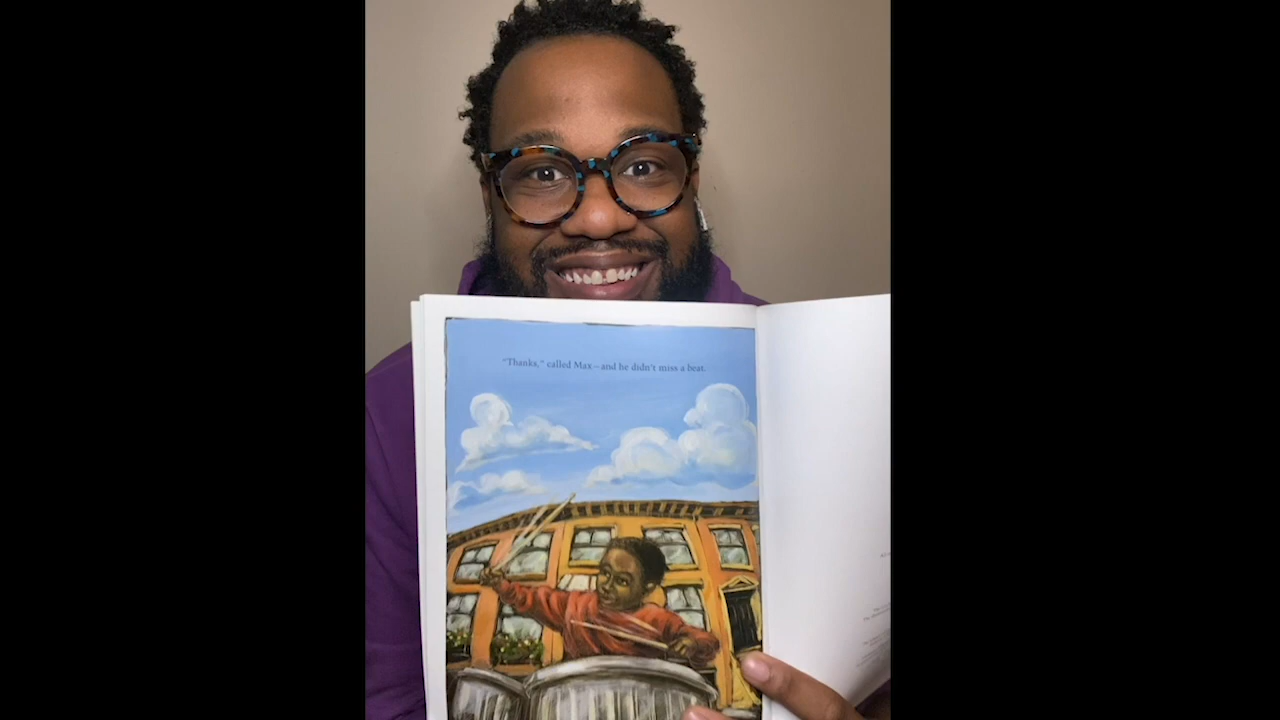 "Thanks," called Max – and he didn't miss a beat.